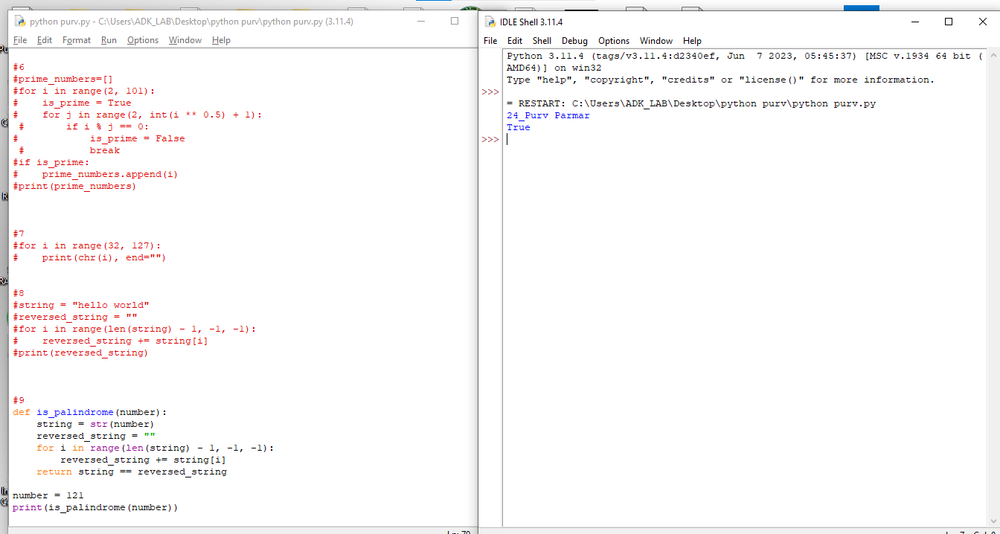 python purv.py - C:\Users\ADK_LAB\Desktop\python purv\python purv.py (3.11.4)
File Edit Format Run Options Window Help
#6
#prime_numbers=[]
#for i in range(2, 101):
#    is_prime = True
#    for j in range(2, int(i ** 0.5) + 1):
 #       if i % j == 0:
#            is_prime = False
 #           break
#if is_prime:
#    prime_numbers.append(i)
#print(prime_numbers)
#7
#for i in range(32, 127):
#    print(chr(i), end="")
#8
#string = "hello world"
#reversed_string = ""
#for i in range(len(string) - 1, -1, -1):
#    reversed_string += string[i]
#print(reversed_string)
#9
def is_palindrome(number):
    string = str(number)
    reversed_string = ""
    for i in range(len(string) - 1, -1, -1):
        reversed_string += string[i]
    return string == reversed_string
number = 121
print(is_palindrome(number))
IDLE Shell 3.11.4
File Edit Shell Debug Options Window Help
Python 3.11.4 (tags/v3.11.4:d2340ef, Jun  7 2023, 05:45:37) [MSC v.1934 64 bit (
AMD64)] on win32
Type "help", "copyright", "credits" or "license()" for more information.
>>>
= RESTART: C:\Users\ADK_LAB\Desktop\python purv\python purv.py
24_Purv Parmar
True
>>>